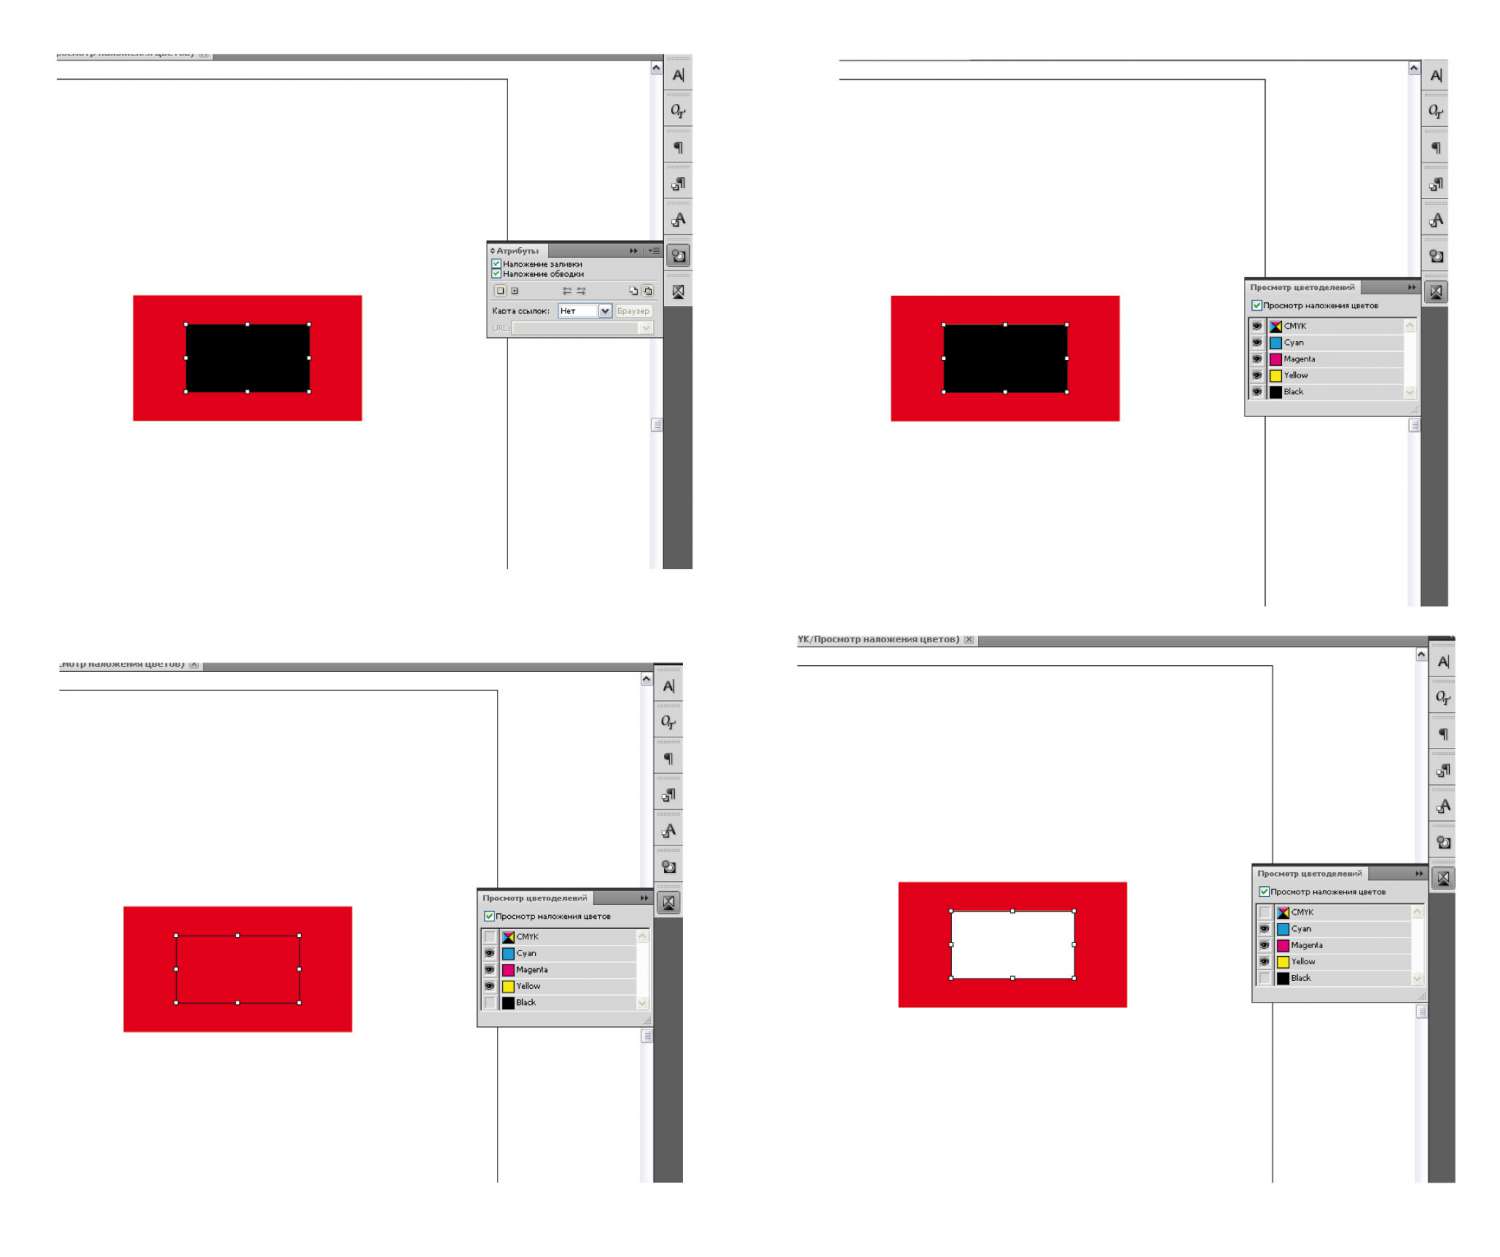 Атрибуты
Наложение заливки
Наложение обводки
Карта ссылок: Нет Браузер
URL:
Просмотр цветоделений
Просмотр наложения цветов
CMYK
Cyan
Magenta
Yellow
Black
мотр наложения цветов)
Просмотр цветоделений
Просмотр наложения цветов
CMYK
Cyan
Magenta
Yellow
Black
YK/Просмотр наложения цветов)
Просмотр цветоделений
Просмотр наложения цветов
CMYK
Cyan
Magenta
Yellow
Black